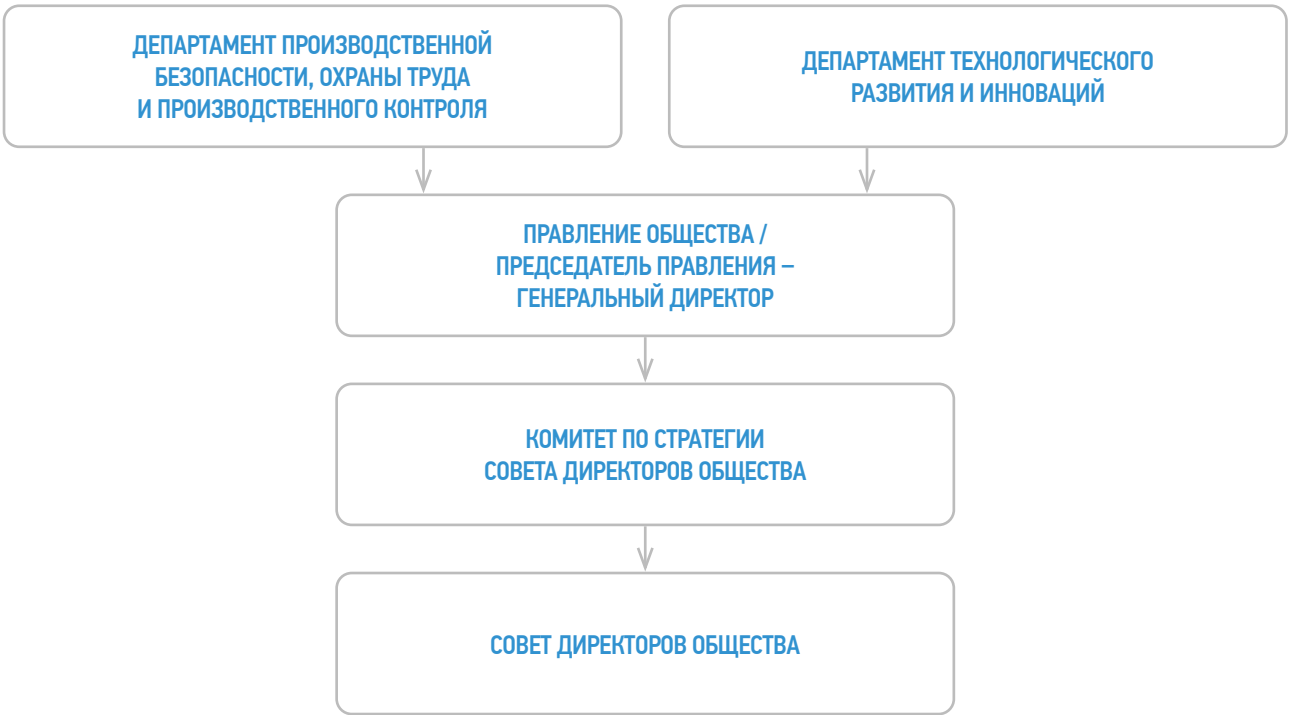 ДЕПАРТАМЕНТ ПРОИЗВОДСТВЕННОЙ
БЕЗОПАСНОСТИ, ОХРАНЫ ТРУДА
И ПРОИЗВОДСТВЕННОГО КОНТРОЛЯ
ДЕПАРТАМЕНТ ТЕХНОЛОГИЧЕСКОГО
РАЗВИТИЯ И ИННОВАЦИЙ
ПРАВЛЕНИЕ ОБЩЕСТВА /
ПРЕДСЕДАТЕЛЬ ПРАВЛЕНИЯ –
ГЕНЕРАЛЬНЫЙ ДИРЕКТОР
КОМИТЕТ ПО СТРАТЕГИИ
СОВЕТА ДИРЕКТОРОВ ОБЩЕСТВА
СОВЕТ ДИРЕКТОРОВ ОБЩЕСТВА